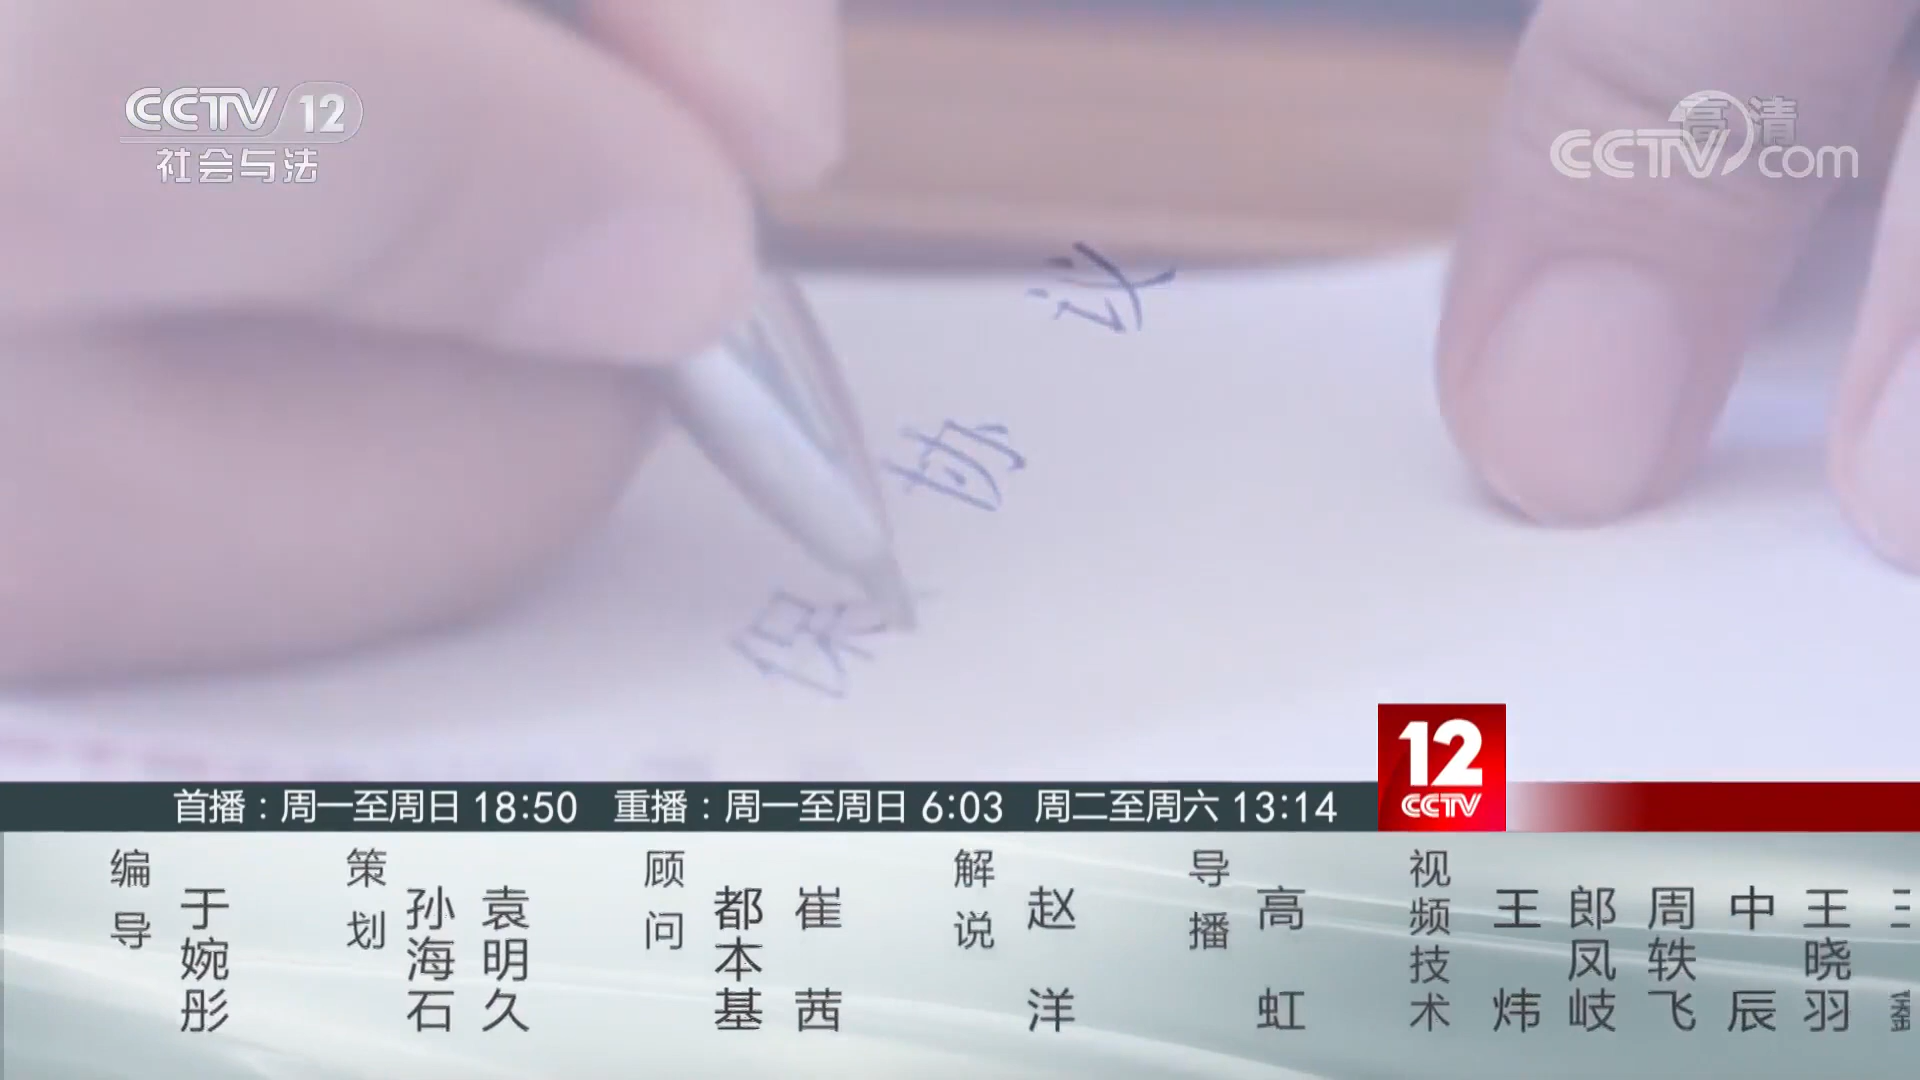 CCTV 12
社会与法
高清
CCTV com
议
协
保
12
CCTV
首播：周一至周日 18:50 重播：周一至周日 6:03 周二至周六 13:14
编导
于婉彤
策划
孙海石
袁明久
顾问
都本基
崔茜
解说
赵洋
导播
高虹
视频技术
王炜
郎凤岐
周轶飞
中辰
王晓羽